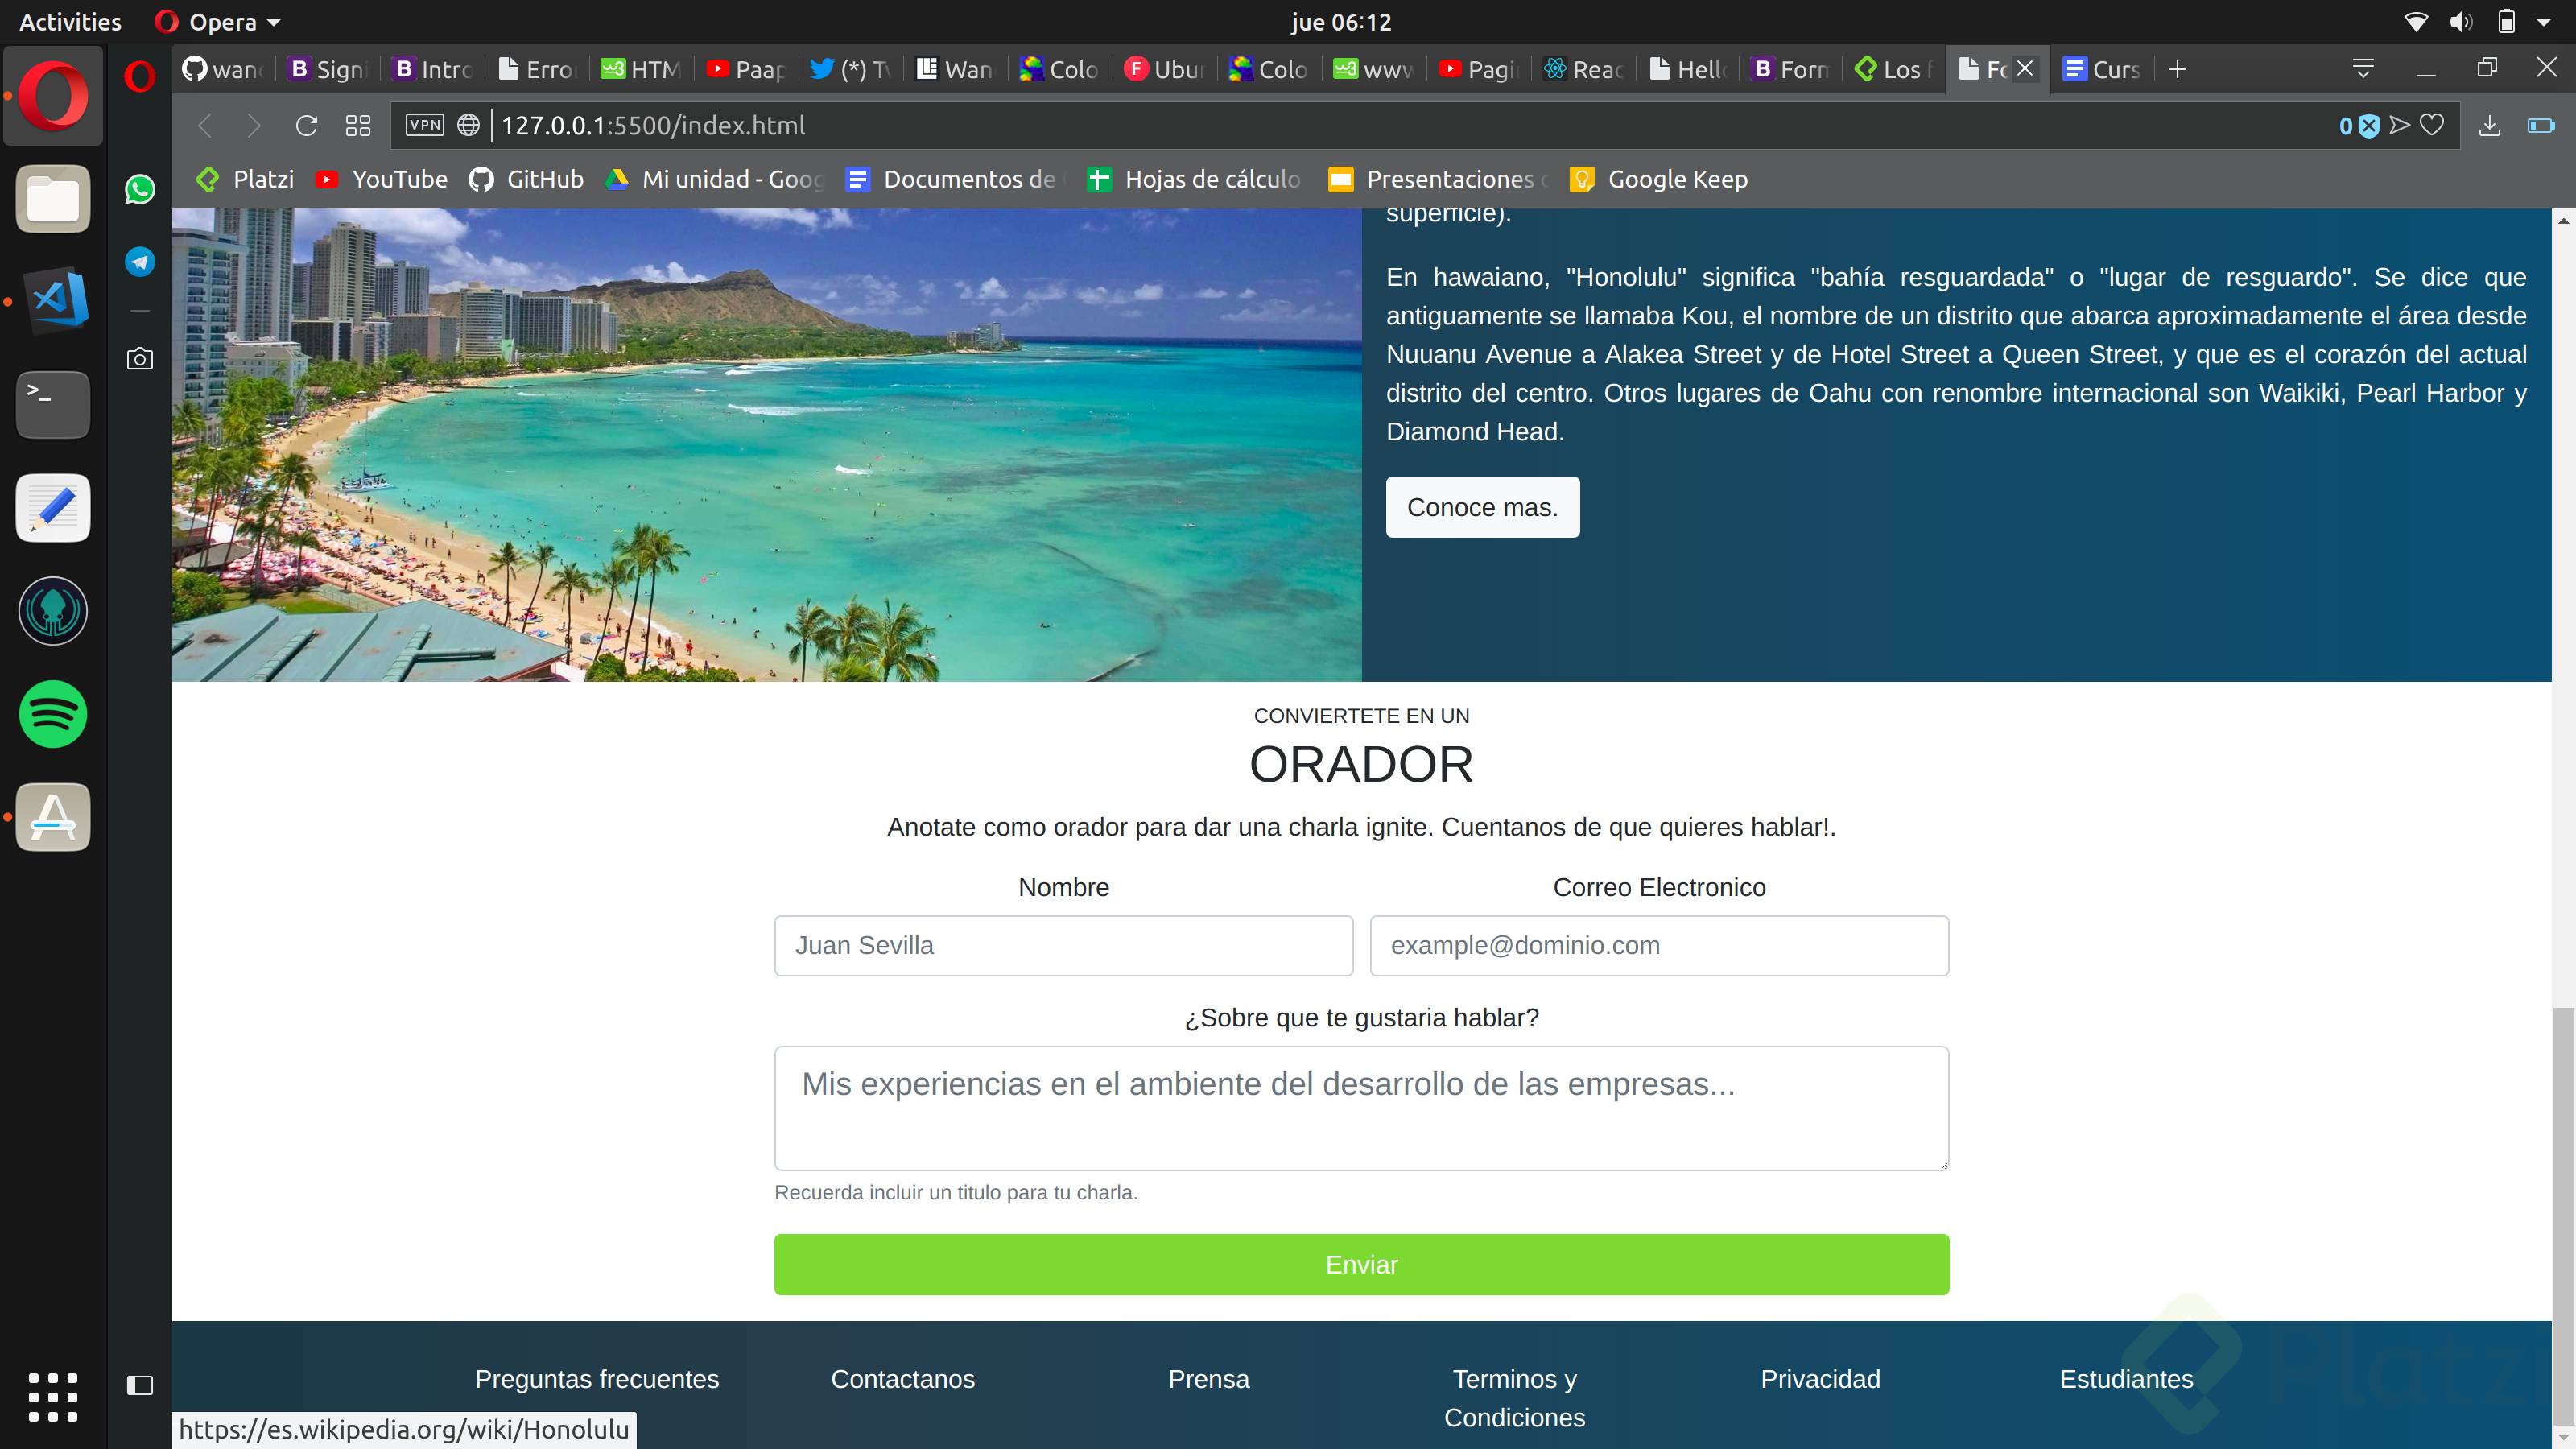 Activities Opera jue 06:12
wan Signi Intro Erro HTM Paap (*) Tw Wan Colo Ubun Colo www Pagi Reac Hello Form Los f Fo Curs
VPN 127.0.0.1:5500/index.html 0
Platzi YouTube GitHub Mi unidad - Goog Documentos de Hojas de cálculo Presentaciones Google Keep
superficie).
En hawaiano, "Honolulu" significa "bahía resguardada" o "lugar de resguardo". Se dice que
antiguamente se llamaba Kou, el nombre de un distrito que abarca aproximadamente el área desde
Nuuanu Avenue a Alakea Street y de Hotel Street a Queen Street, y que es el corazón del actual
distrito del centro. Otros lugares de Oahu con renombre internacional son Waikiki, Pearl Harbor y
Diamond Head.
Conoce mas.
CONVIERTETE EN UN
ORADOR
Anotate como orador para dar una charla ignite. Cuentanos de que quieres hablar!.
Nombre Correo Electronico
Juan Sevilla example@dominio.com
¿Sobre que te gustaria hablar?
Mis experiencias en el ambiente del desarrollo de las empresas...
Recuerda incluir un titulo para tu charla.
Enviar
Preguntas frecuentes Contactanos Prensa Terminos y Privacidad Estudiantes
Condiciones
https://es.wikipedia.org/wiki/Honolulu